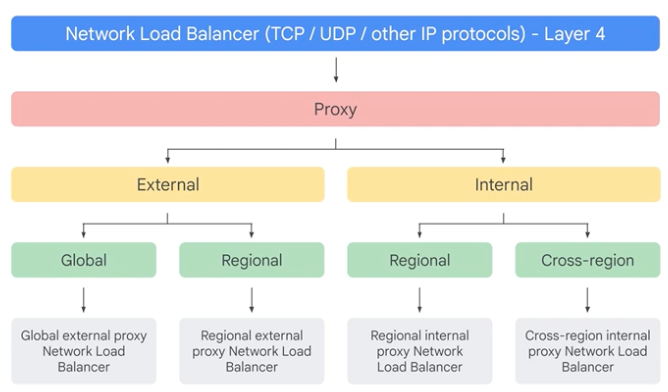 Network Load Balancer (TCP / UDP / other IP protocols) - Layer 4
Proxy
External
Internal
Global
Regional
Regional
Cross-region
Global external proxy
Network Load
Balancer
Regional external
proxy Network Load
Balancer
Regional internal
proxy Network
Load Balancer
Cross-region internal
proxy Network Load
Balancer